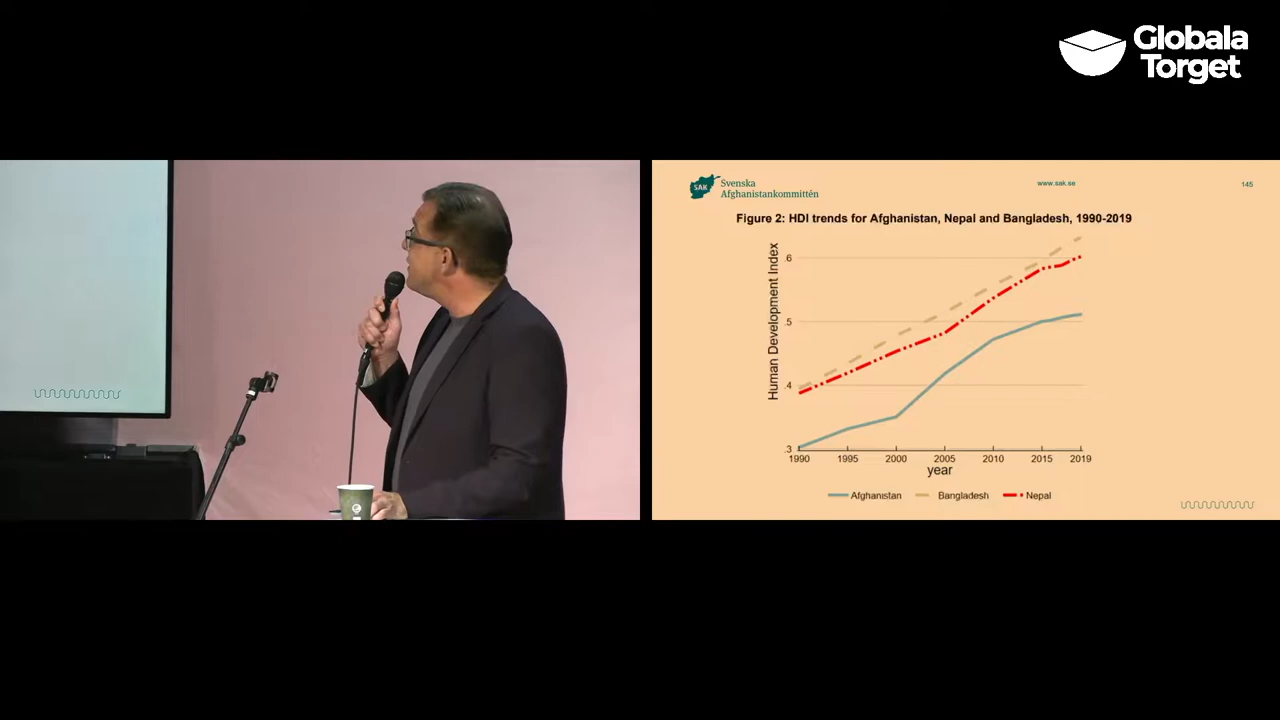 Globala
Torget
SAK
Svenska
Afghanistankommittén
www.sak.se
145
Figure 2: HDI trends for Afghanistan, Nepal and Bangladesh, 1990-2019
Human Development Index
.6
.5
.4
.3
1990 1995 2000 2005 2010 2015 2019
year
Afghanistan Bangladesh Nepal